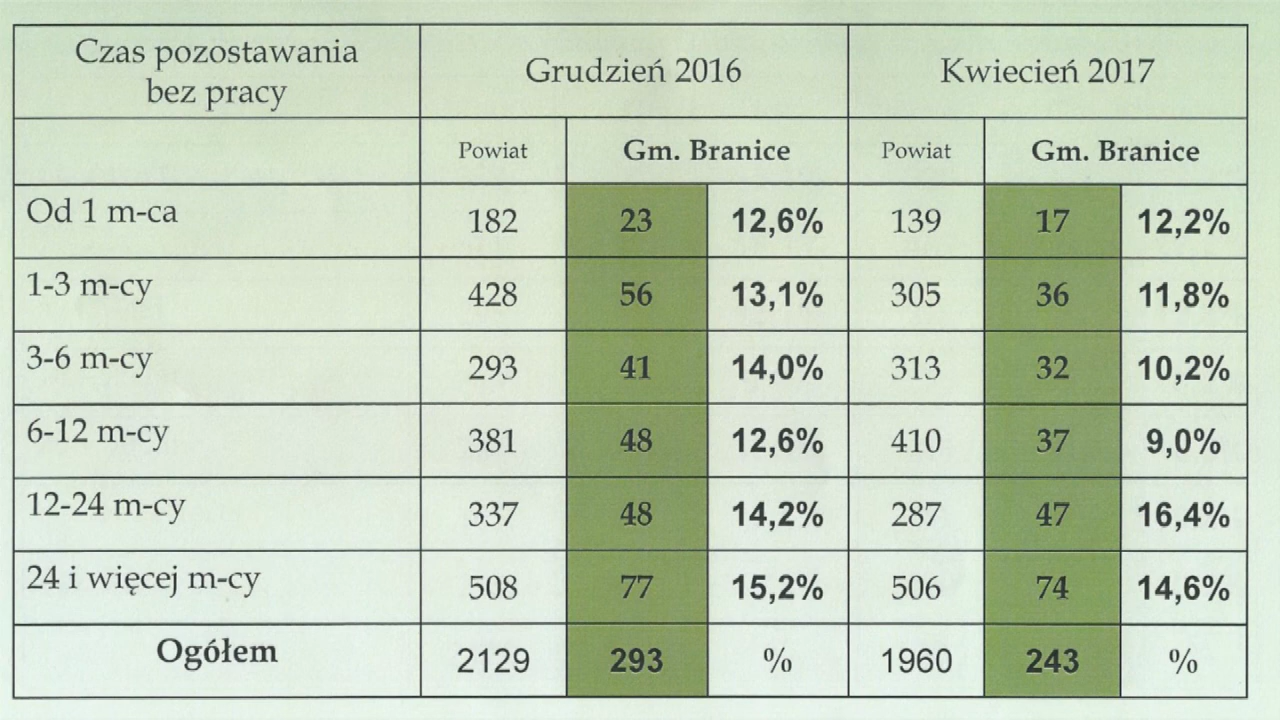 Czas pozostawania
bez pracy
Grudzień 2016
Kwiecień 2017
Powiat Gm. Branice Powiat Gm. Branice
Od 1 m-ca 182 23 12,6% 139 17 12,2%
1-3 m-cy 428 56 13,1% 305 36 11,8%
3-6 m-cy 293 41 14,0% 313 32 10,2%
6-12 m-cy 381 48 12,6% 410 37 9,0%
12-24 m-cy 337 48 14,2% 287 47 16,4%
24 i więcej m-cy 508 77 15,2% 506 74 14,6%
Ogółem 2129 293 % 1960 243 %